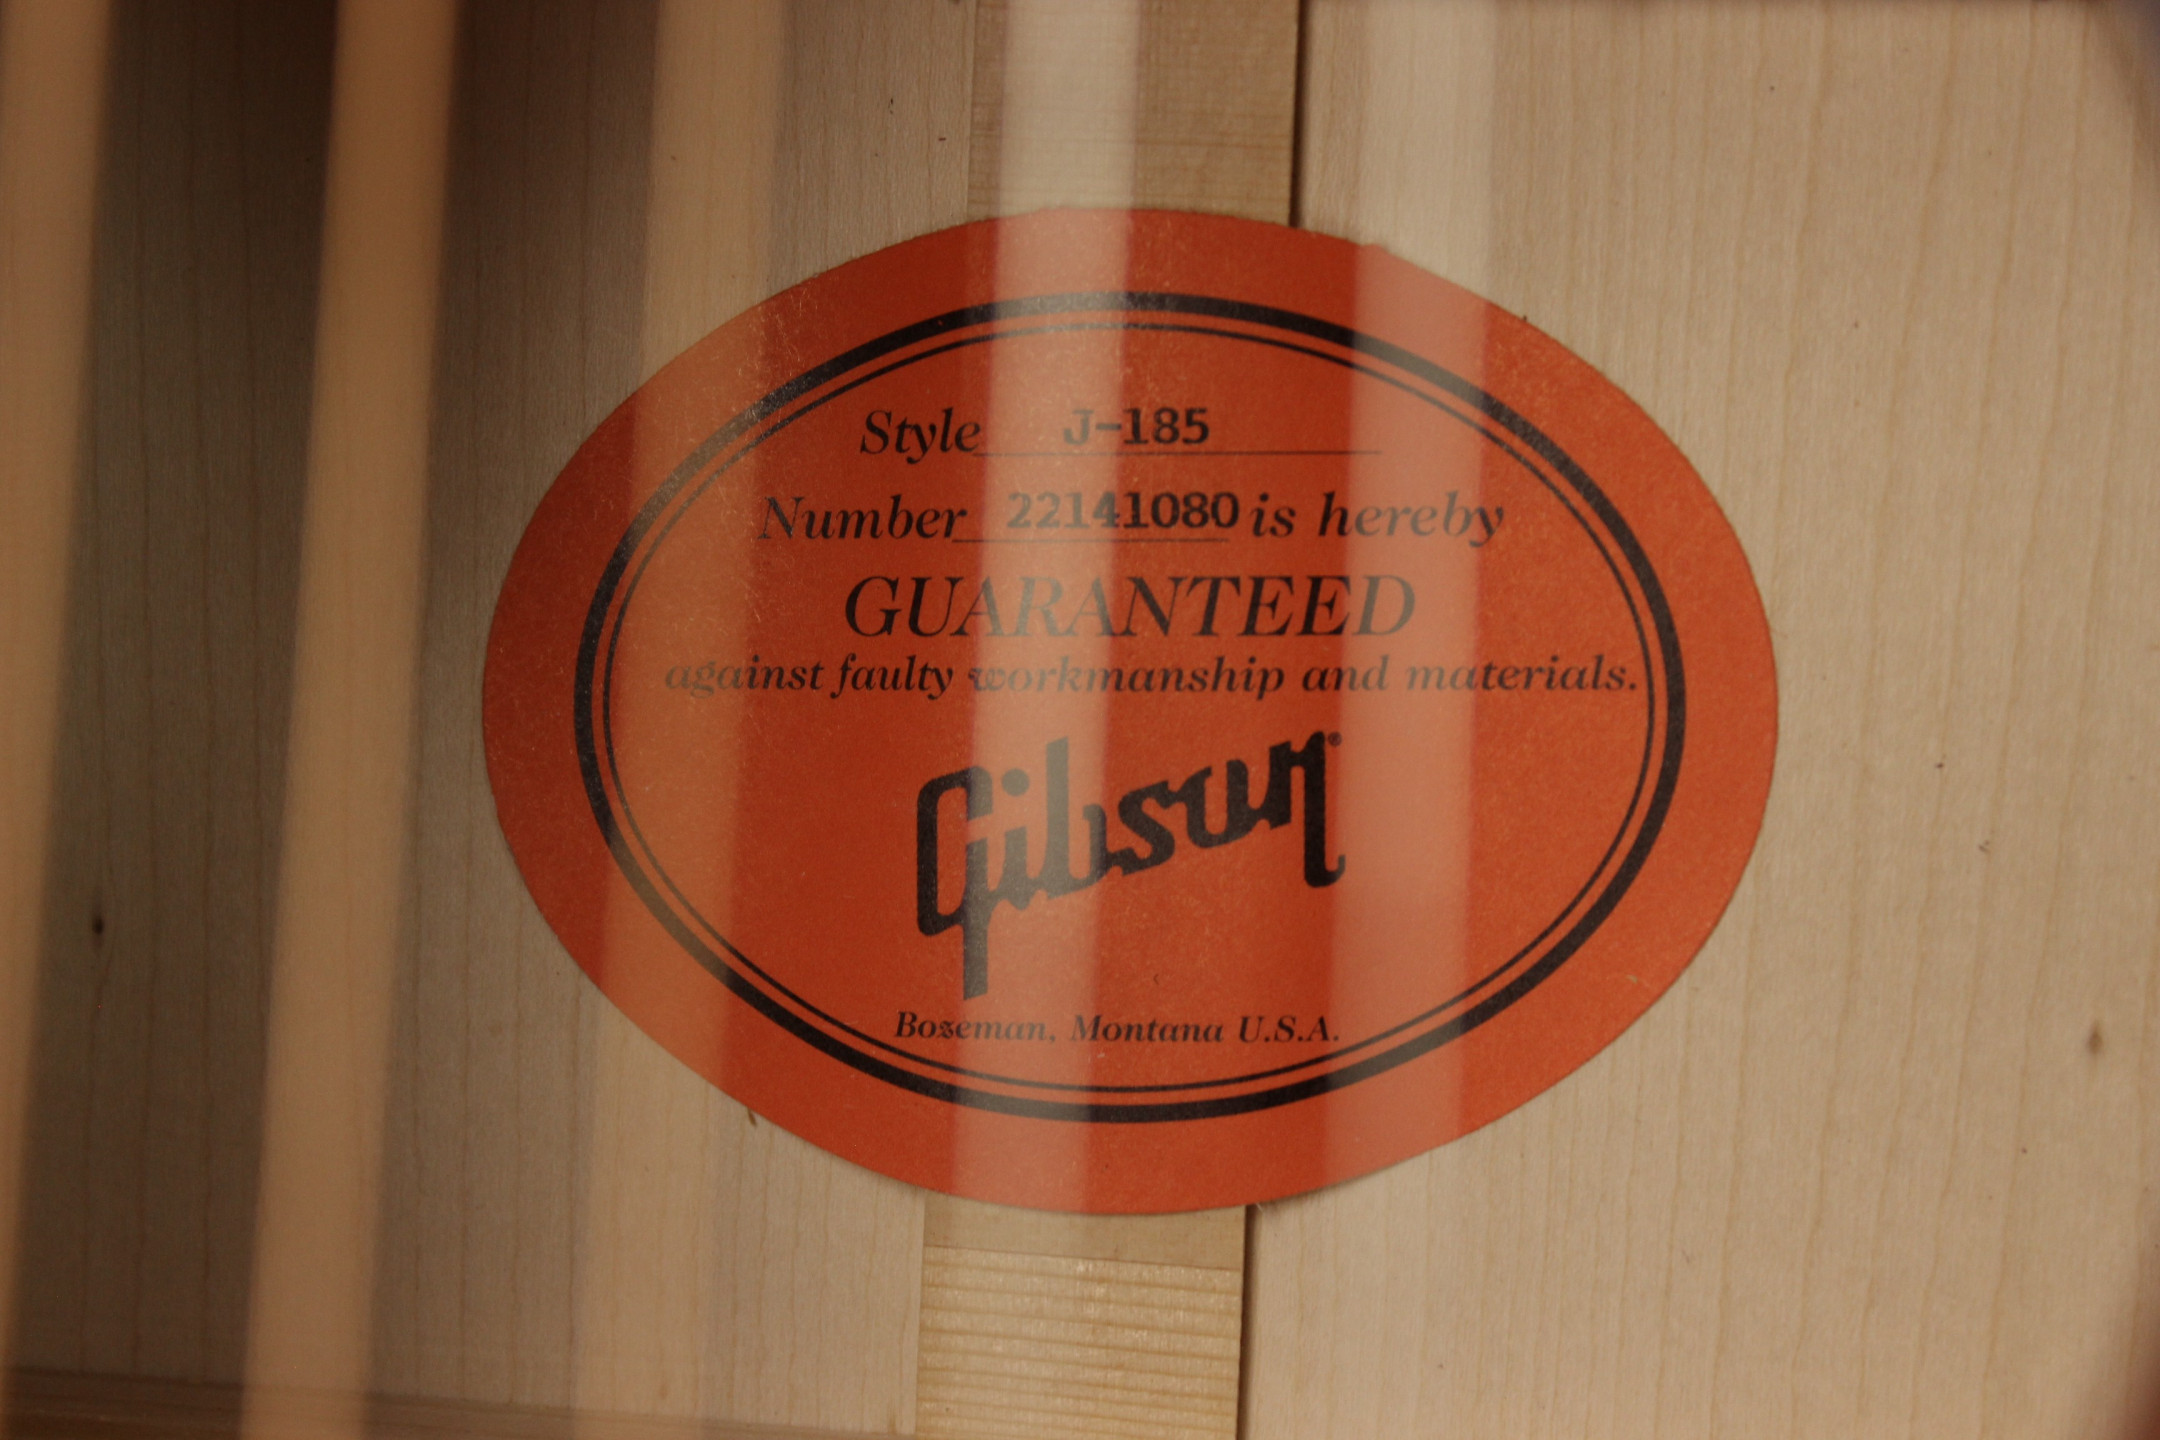 Style J-185
Number 22141080 is hereby
GUARANTEED
against faulty workmanship and materials.
Gibson®
Bozeman, Montana U.S.A.